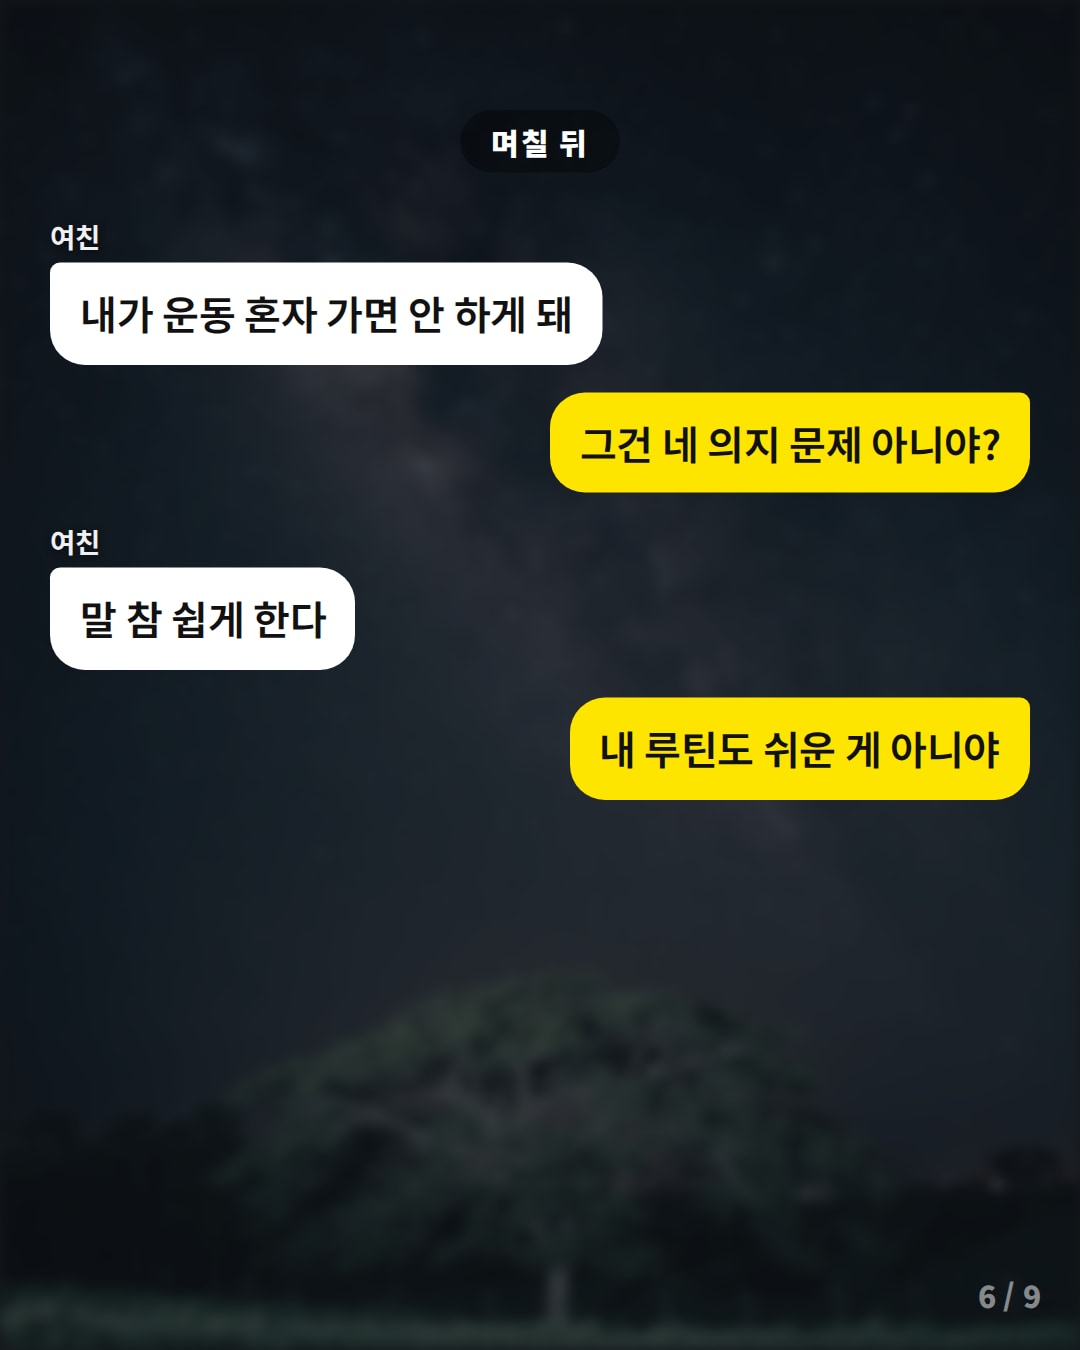 며칠 뒤
여친
내가 운동 혼자 가면 안 하게 돼
그건 네 의지 문제 아니야?
여친
말 참 쉽게 한다
내 루틴도 쉬운 게 아니야
6 / 9